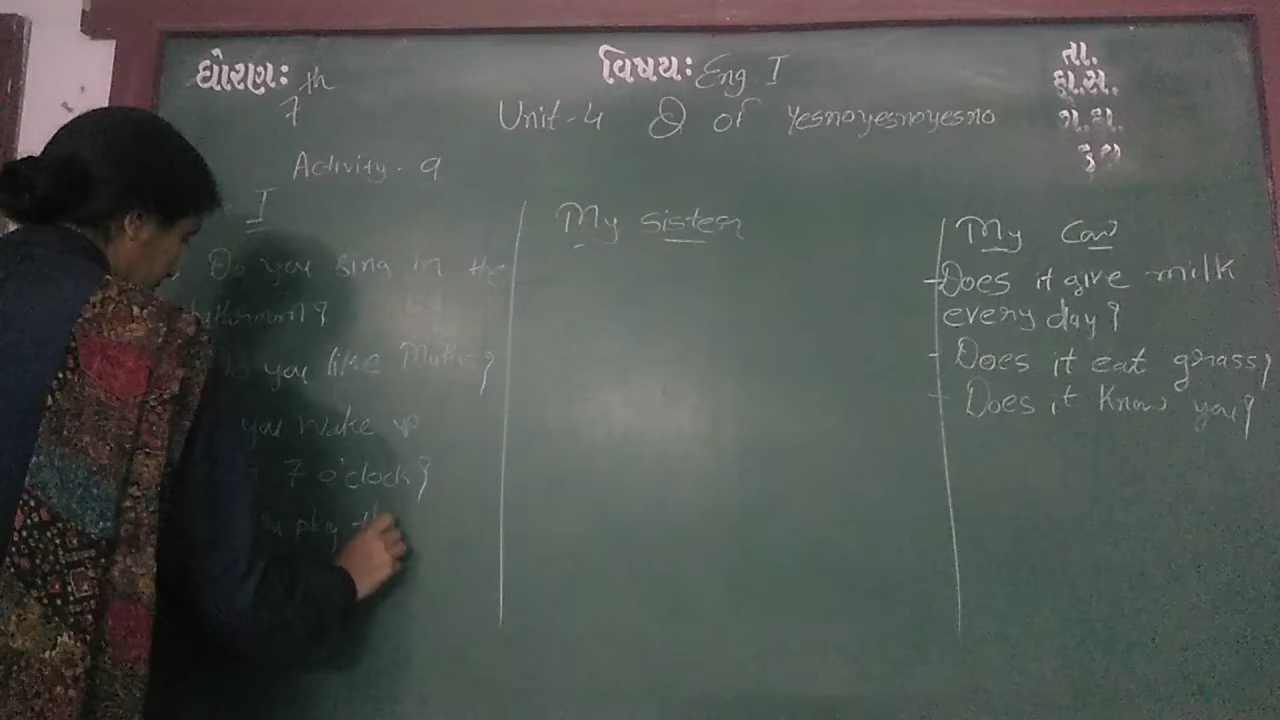 ધોરણ: 7th
વિષય: Eng I
તા.
ફા.સ.
ગ.સ.
Unit-4 Q of yesnoyesnoyesno
Activity. 9
I
Do you sing in the
bathroom?
you like Maths?
you wake up
7 o'clock?
play
My sister
My Cow
-Does it give milk
every day?
- Does it eat grass?
- Does it know you?